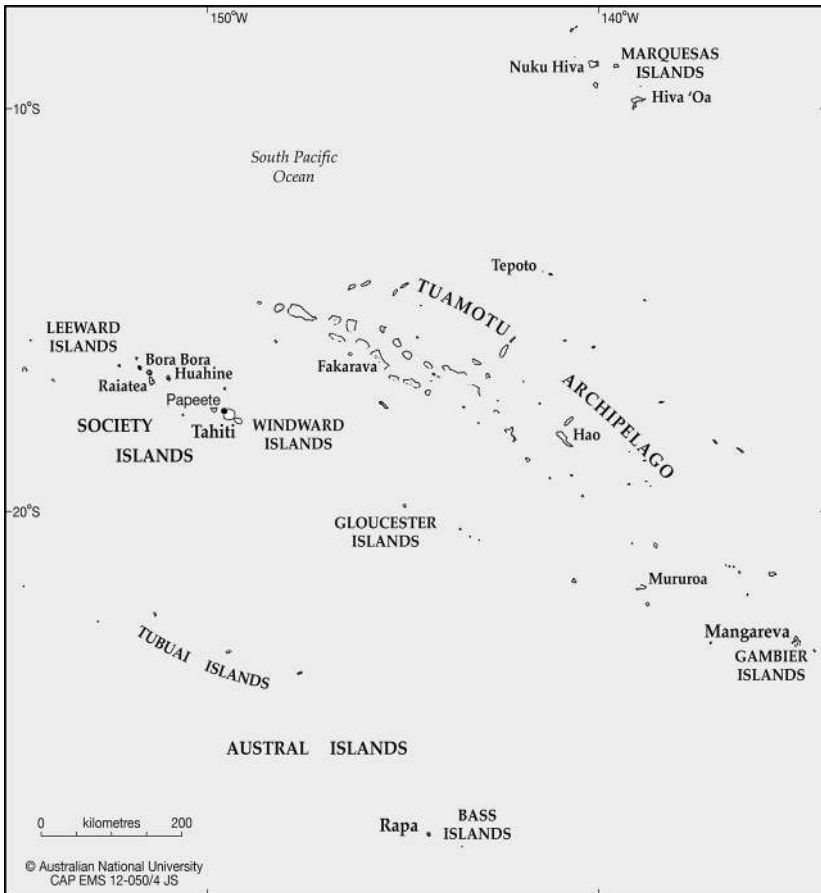 150°W
140°W
Nuku Hiva
MARQUESAS
ISLANDS
Hiva ‘Oa
10°S
South Pacific
Ocean
Tepoto
TUAMOTU
LEEWARD
ISLANDS
Bora Bora
Fakarava
Huahine
Raiatea
ARCHIPELAGO
Papeete
SOCIETY
ISLANDS
Tahiti
WINDWARD
ISLANDS
Hao
20°S
GLOUCESTER
ISLANDS
Mururoa
Mangareva
GAMBIER
ISLANDS
TUBUAI ISLANDS
AUSTRAL ISLANDS
Rapa
BASS
ISLANDS
0 kilometres 200
© Australian National University
CAP EMS 12-050/4 JS